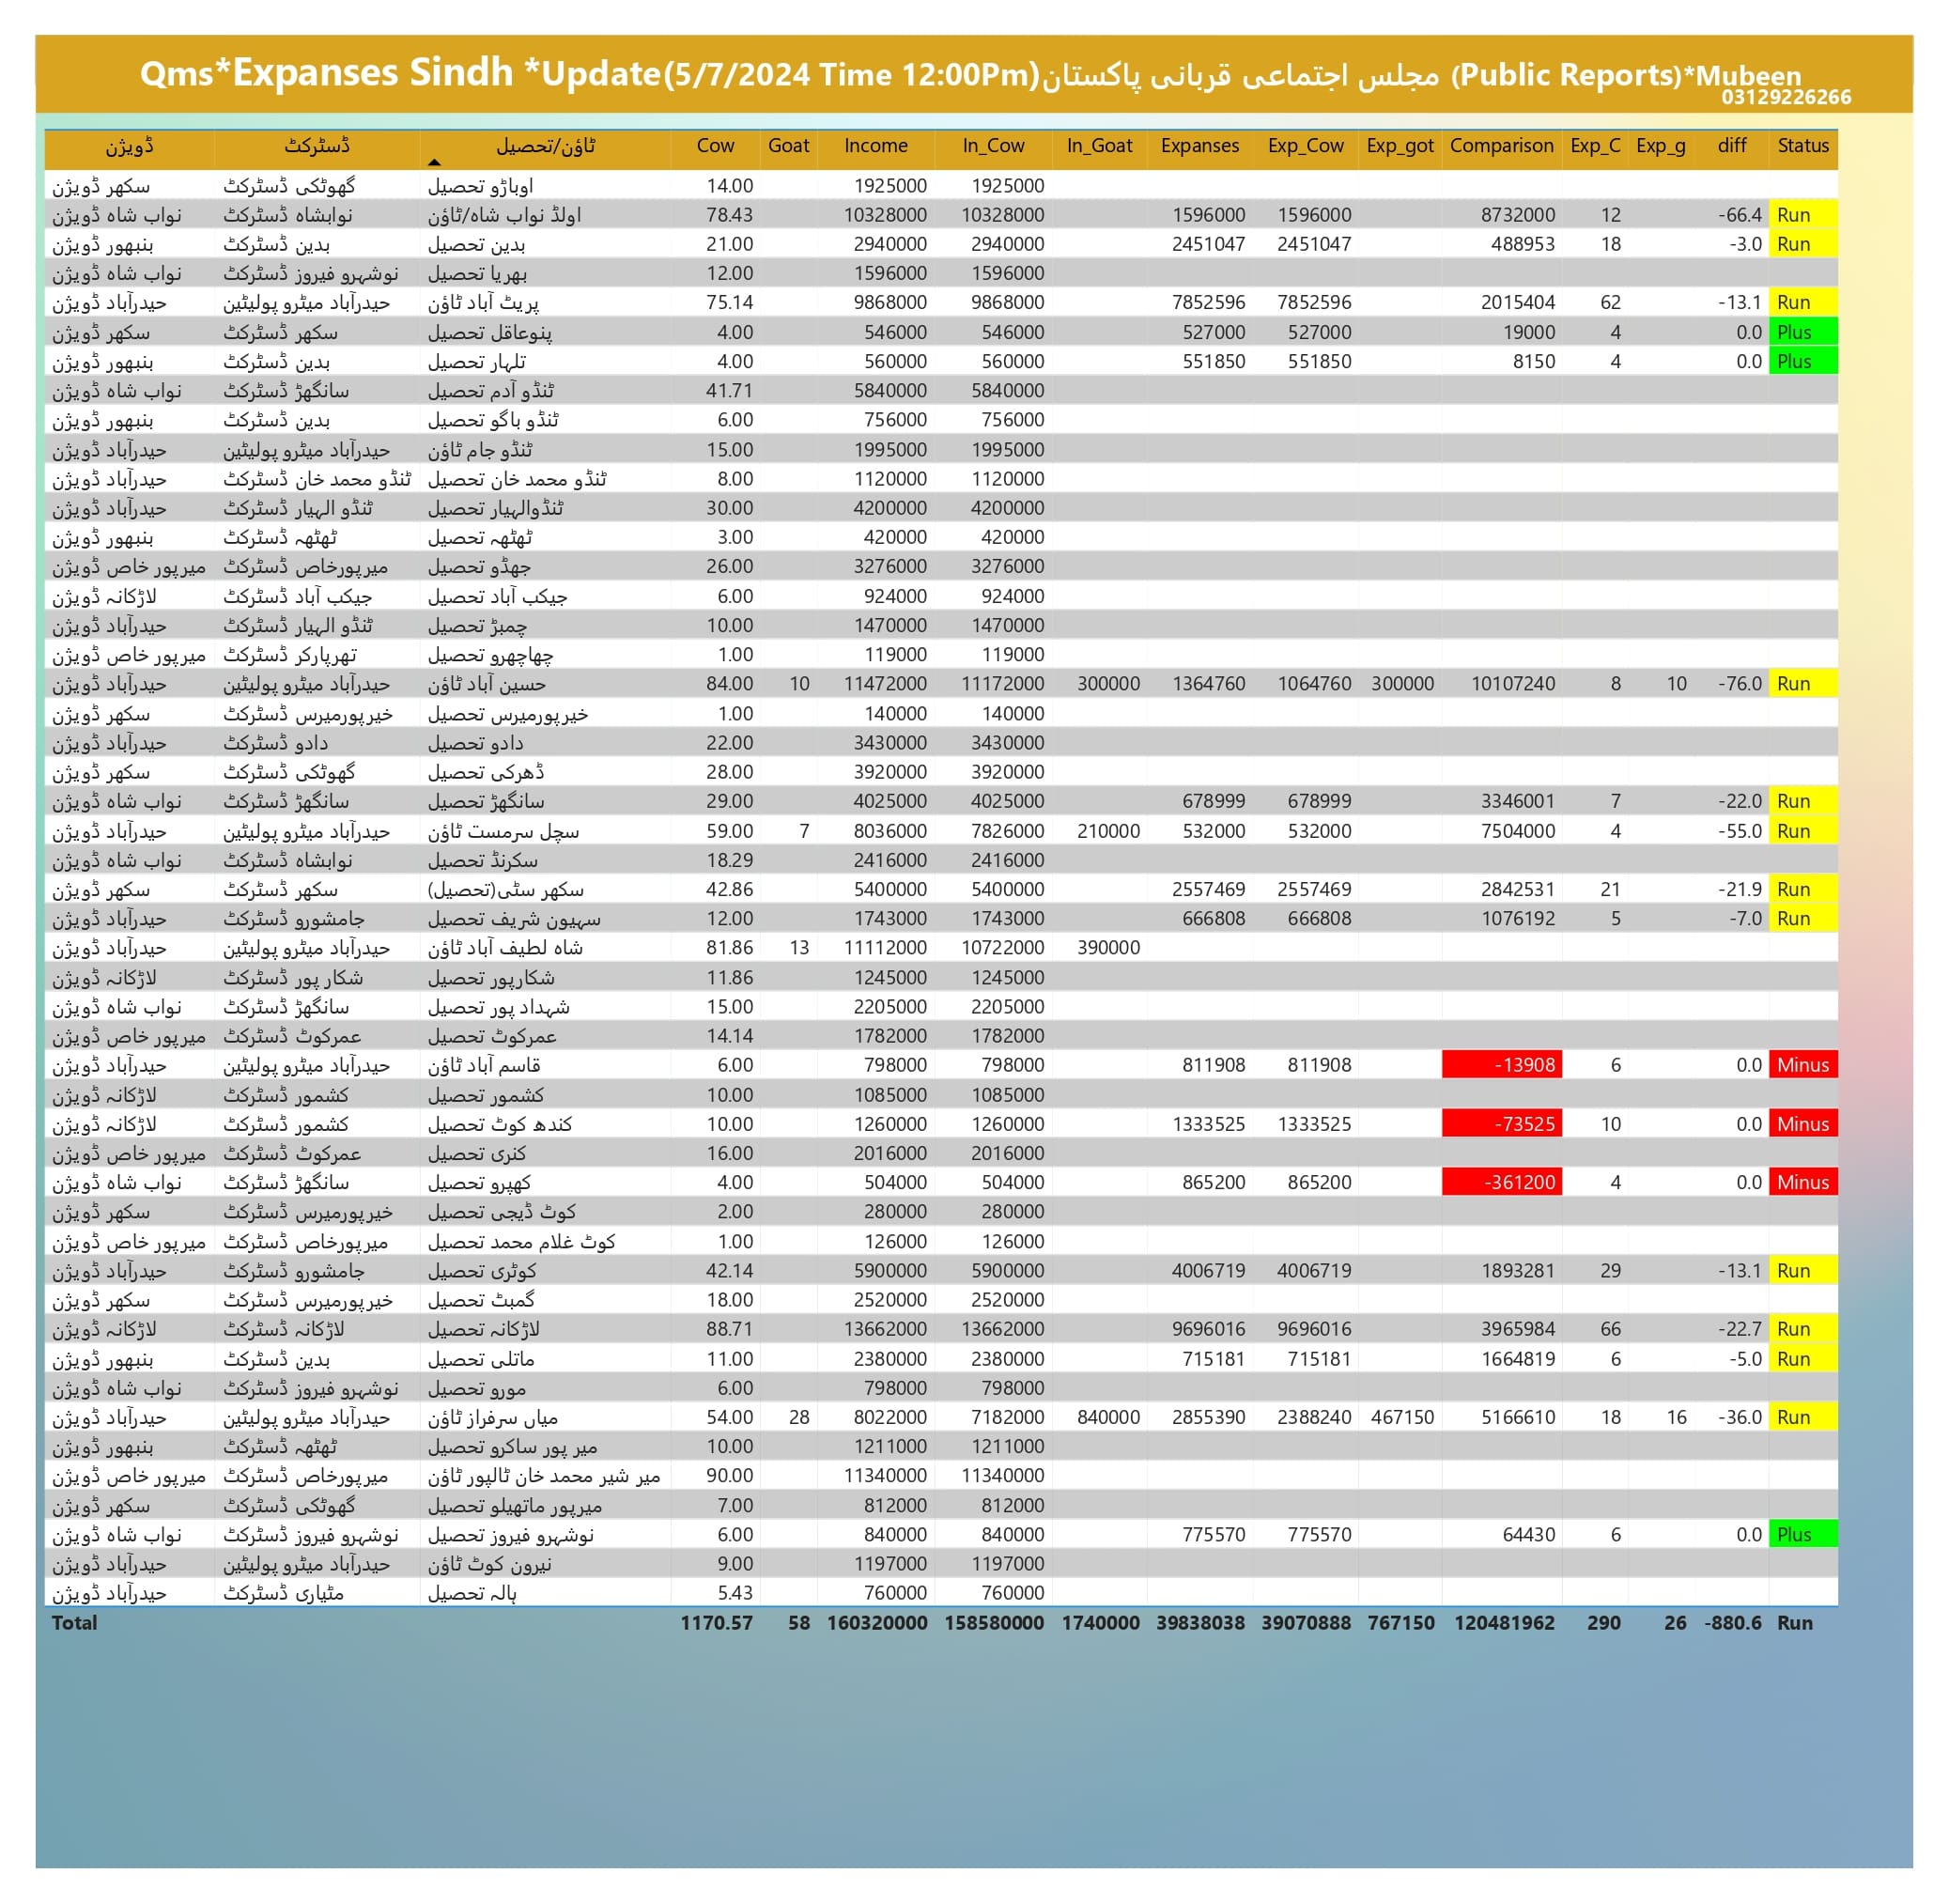 Qms*Expanses Sindh *Update(5/7/2024 Time 12:00Pm)مجلس اجتماعی قربانی پاکستان (Public Reports)*Mubeen
03129226266
ڈویژن ڈسٹرکٹ ٹاؤن/تحصیل Cow Goat Income In_Cow In_Goat Expanses Exp_Cow Exp_got Comparison Exp_C Exp_g diff Status
سکھر ڈویژن گھوٹکی ڈسٹرکٹ اوباڑو تحصیل 14.00 1925000 1925000
نواب شاہ ڈویژن نوابشاہ ڈسٹرکٹ اولڈ نواب شاہ/ٹاؤن 78.43 10328000 10328000 1596000 1596000 8732000 12 -66.4 Run
بنبھور ڈویژن بدین ڈسٹرکٹ بدین تحصیل 21.00 2940000 2940000 2451047 2451047 488953 18 -3.0 Run
نواب شاہ ڈویژن نوشہرو فیروز ڈسٹرکٹ بھریا تحصیل 12.00 1596000 1596000
حیدرآباد ڈویژن حیدرآباد میٹرو پولیٹین پریٹ آباد ٹاؤن 75.14 9868000 9868000 7852596 7852596 2015404 62 -13.1 Run
سکھر ڈویژن سکھر ڈسٹرکٹ پنوعاقل تحصیل 4.00 546000 546000 527000 527000 19000 4 0.0 Plus
بنبھور ڈویژن بدین ڈسٹرکٹ تلہار تحصیل 4.00 560000 560000 551850 551850 8150 4 0.0 Plus
نواب شاہ ڈویژن سانگھڑ ڈسٹرکٹ ٹنڈو آدم تحصیل 41.71 5840000 5840000
بنبھور ڈویژن بدین ڈسٹرکٹ ٹنڈو باگو تحصیل 6.00 756000 756000
حیدرآباد ڈویژن حیدرآباد میٹرو پولیٹین ٹنڈو جام ٹاؤن 15.00 1995000 1995000
حیدرآباد ڈویژن ٹنڈو محمد خان ڈسٹرکٹ ٹنڈو محمد خان تحصیل 8.00 1120000 1120000
حیدرآباد ڈویژن ٹنڈو الہیار ڈسٹرکٹ ٹنڈوالہیار تحصیل 30.00 4200000 4200000
بنبھور ڈویژن ٹھٹھہ ڈسٹرکٹ ٹھٹھہ تحصیل 3.00 420000 420000
میرپور خاص ڈویژن میرپورخاص ڈسٹرکٹ جھڈو تحصیل 26.00 3276000 3276000
لاڑکانہ ڈویژن جیکب آباد ڈسٹرکٹ جیکب آباد تحصیل 6.00 924000 924000
حیدرآباد ڈویژن ٹنڈو الہیار ڈسٹرکٹ چمبڑ تحصیل 10.00 1470000 1470000
میرپور خاص ڈویژن تھرپارکر ڈسٹرکٹ چھاچھرو تحصیل 1.00 119000 119000
حیدرآباد ڈویژن حیدرآباد میٹرو پولیٹین حسین آباد ٹاؤن 84.00 10 11472000 11172000 300000 1364760 1064760 300000 10107240 8 10 -76.0 Run
سکھر ڈویژن خیرپورمیرس ڈسٹرکٹ خیرپورمیرس تحصیل 1.00 140000 140000
حیدرآباد ڈویژن دادو ڈسٹرکٹ دادو تحصیل 22.00 3430000 3430000
سکھر ڈویژن گھوٹکی ڈسٹرکٹ ڈھرکی تحصیل 28.00 3920000 3920000
نواب شاہ ڈویژن سانگھڑ ڈسٹرکٹ سانگھڑ تحصیل 29.00 4025000 4025000 678999 678999 3346001 7 -22.0 Run
حیدرآباد ڈویژن حیدرآباد میٹرو پولیٹین سچل سرمست ٹاؤن 59.00 7 8036000 7826000 210000 532000 532000 7504000 4 -55.0 Run
نواب شاہ ڈویژن نوابشاہ ڈسٹرکٹ سکرنڈ تحصیل 18.29 2416000 2416000
سکھر ڈویژن سکھر ڈسٹرکٹ سکھر سٹی(تحصیل) 42.86 5400000 5400000 2557469 2557469 2842531 21 -21.9 Run
حیدرآباد ڈویژن جامشورو ڈسٹرکٹ سہیون شریف تحصیل 12.00 1743000 1743000 666808 666808 1076192 5 -7.0 Run
حیدرآباد ڈویژن حیدرآباد میٹرو پولیٹین شاہ لطیف آباد ٹاؤن 81.86 13 11112000 10722000 390000
لاڑکانہ ڈویژن شکار پور ڈسٹرکٹ شکارپور تحصیل 11.86 1245000 1245000
نواب شاہ ڈویژن سانگھڑ ڈسٹرکٹ شہداد پور تحصیل 15.00 2205000 2205000
میرپور خاص ڈویژن عمرکوٹ ڈسٹرکٹ عمرکوٹ تحصیل 14.14 1782000 1782000
حیدرآباد ڈویژن حیدرآباد میٹرو پولیٹین قاسم آباد ٹاؤن 6.00 798000 798000 811908 811908 -13908 6 0.0 Minus
لاڑکانہ ڈویژن کشمور ڈسٹرکٹ کشمور تحصیل 10.00 1085000 1085000
لاڑکانہ ڈویژن کشمور ڈسٹرکٹ کندھ کوٹ تحصیل 10.00 1260000 1260000 1333525 1333525 -73525 10 0.0 Minus
میرپور خاص ڈویژن عمرکوٹ ڈسٹرکٹ کنری تحصیل 16.00 2016000 2016000
نواب شاہ ڈویژن سانگھڑ ڈسٹرکٹ کھپرو تحصیل 4.00 504000 504000 865200 865200 -361200 4 0.0 Minus
سکھر ڈویژن خیرپورمیرس ڈسٹرکٹ کوٹ ڈیجی تحصیل 2.00 280000 280000
میرپور خاص ڈویژن میرپورخاص ڈسٹرکٹ کوٹ غلام محمد تحصیل 1.00 126000 126000
حیدرآباد ڈویژن جامشورو ڈسٹرکٹ کوٹری تحصیل 42.14 5900000 5900000 4006719 4006719 1893281 29 -13.1 Run
سکھر ڈویژن خیرپورمیرس ڈسٹرکٹ گمبٹ تحصیل 18.00 2520000 2520000
لاڑکانہ ڈویژن لاڑکانہ ڈسٹرکٹ لاڑکانہ تحصیل 88.71 13662000 13662000 9696016 9696016 3965984 66 -22.7 Run
بنبھور ڈویژن بدین ڈسٹرکٹ ماتلی تحصیل 11.00 2380000 2380000 715181 715181 1664819 6 -5.0 Run
نواب شاہ ڈویژن نوشہرو فیروز ڈسٹرکٹ مورو تحصیل 6.00 798000 798000
حیدرآباد ڈویژن حیدرآباد میٹرو پولیٹین میاں سرفراز ٹاؤن 54.00 28 8022000 7182000 840000 2855390 2388240 467150 5166610 18 16 -36.0 Run
بنبھور ڈویژن ٹھٹھہ ڈسٹرکٹ میر پور ساکرو تحصیل 10.00 1211000 1211000
میرپور خاص ڈویژن میرپورخاص ڈسٹرکٹ میر شیر محمد خان ٹالپور ٹاؤن 90.00 11340000 11340000
سکھر ڈویژن گھوٹکی ڈسٹرکٹ میرپور ماتھیلو تحصیل 7.00 812000 812000
نواب شاہ ڈویژن نوشہرو فیروز ڈسٹرکٹ نوشہرو فیروز تحصیل 6.00 840000 840000 775570 775570 64430 6 0.0 Plus
حیدرآباد ڈویژن حیدرآباد میٹرو پولیٹین نیرون کوٹ ٹاؤن 9.00 1197000 1197000
حیدرآباد ڈویژن مٹیاری ڈسٹرکٹ ہالہ تحصیل 5.43 760000 760000
Total 1170.57 58 160320000 158580000 1740000 39838038 39070888 767150 120481962 290 26 -880.6 Run